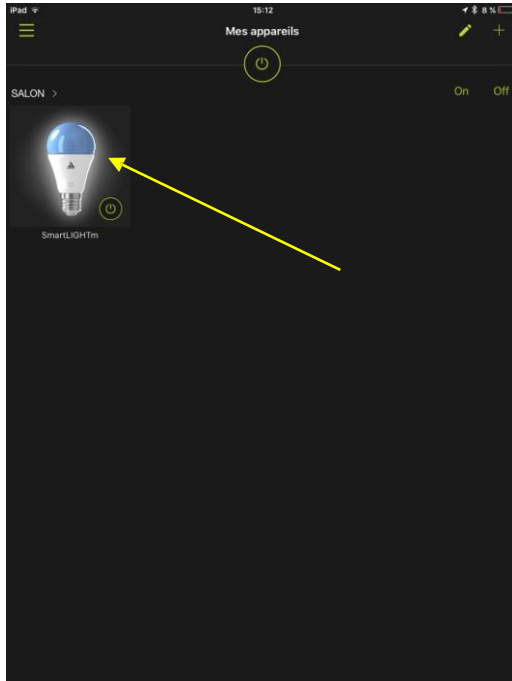 iPad 15:12 8 %
Mes appareils
SALON > On Off
SmartLIGHTm